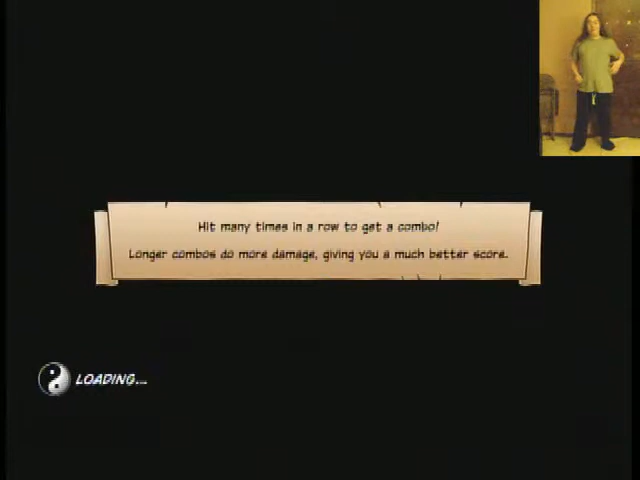 Hit many times in a row to get a combo!
Longer combos do more damage, giving you a much better score.
LOADING...